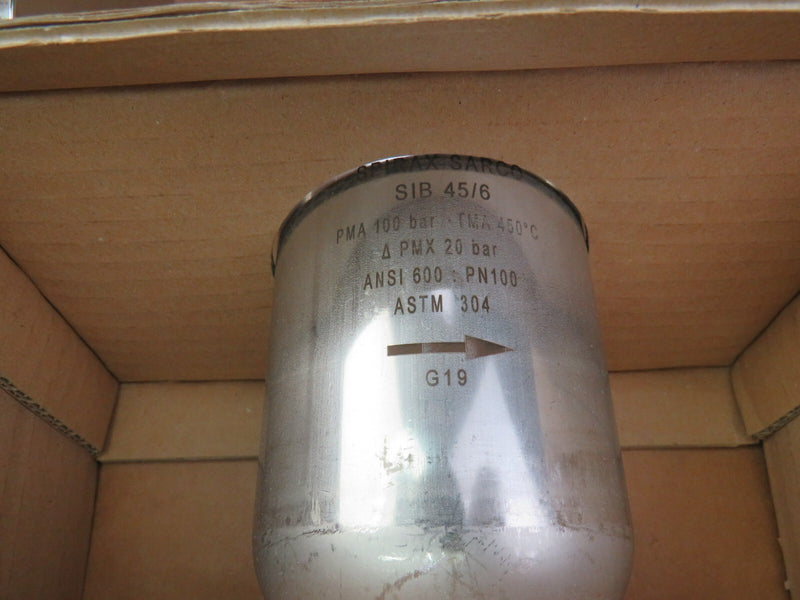 SPIRAX SARCO
SIB 45/6
PMA 100 bar - TMA 450°C
Δ PMX 20 bar
ANSI 600 : PN100
ASTM 304
G19